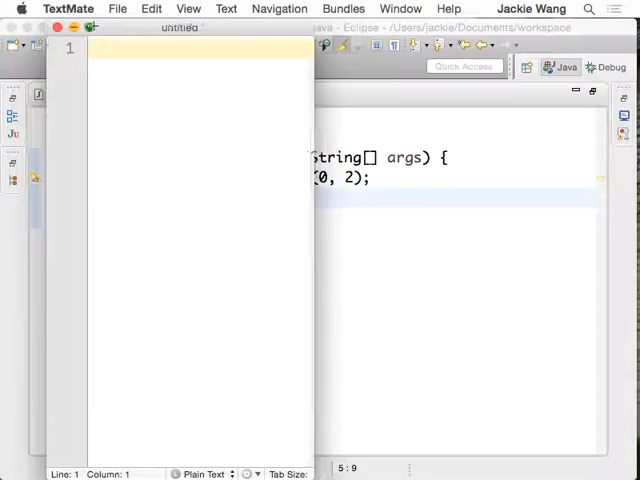 TextMate File Edit View Text Navigation Bundles Window Help Jackie Wang
untitled
java - Eclipse - /Users/jackie/Documents/workspace
Quick Access
Java
Debug
1
String[] args) {
(0, 2);
Line: 1 Column: 1
Plain Text
Tab Size:
5 : 9